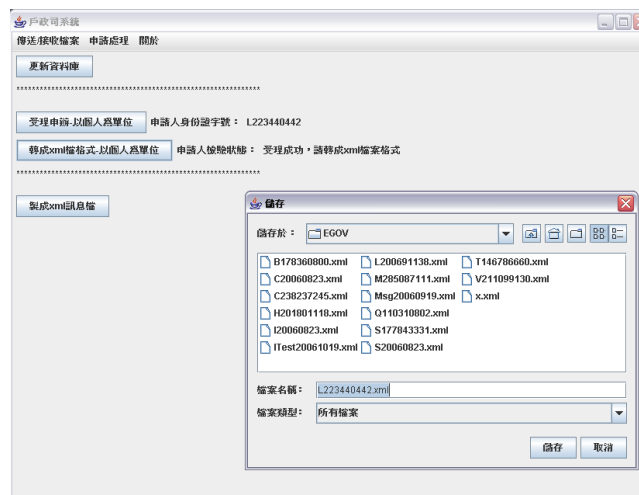 戶政司系統
傳送/接收檔案 申請處理 關於
更新資料庫
受理申辦-以個人為單位 申請人身份證字號： L223440442
轉成xml檔格式-以個人為單位 申請人檢驗狀態： 受理成功，請轉成xml檔案格式
製成xml訊息檔
儲存
儲存於： EGOV
B178360800.xml L200691138.xml T146786660.xml
C20060823.xml M285087111.xml V211099130.xml
C238237245.xml Msg20060919.xml x.xml
H201801118.xml Q110310802.xml
I20060823.xml S177843331.xml
ITest20061019.xml S20060823.xml
檔案名稱： L223440442.xml
檔案類型： 所有檔案
儲存 取消